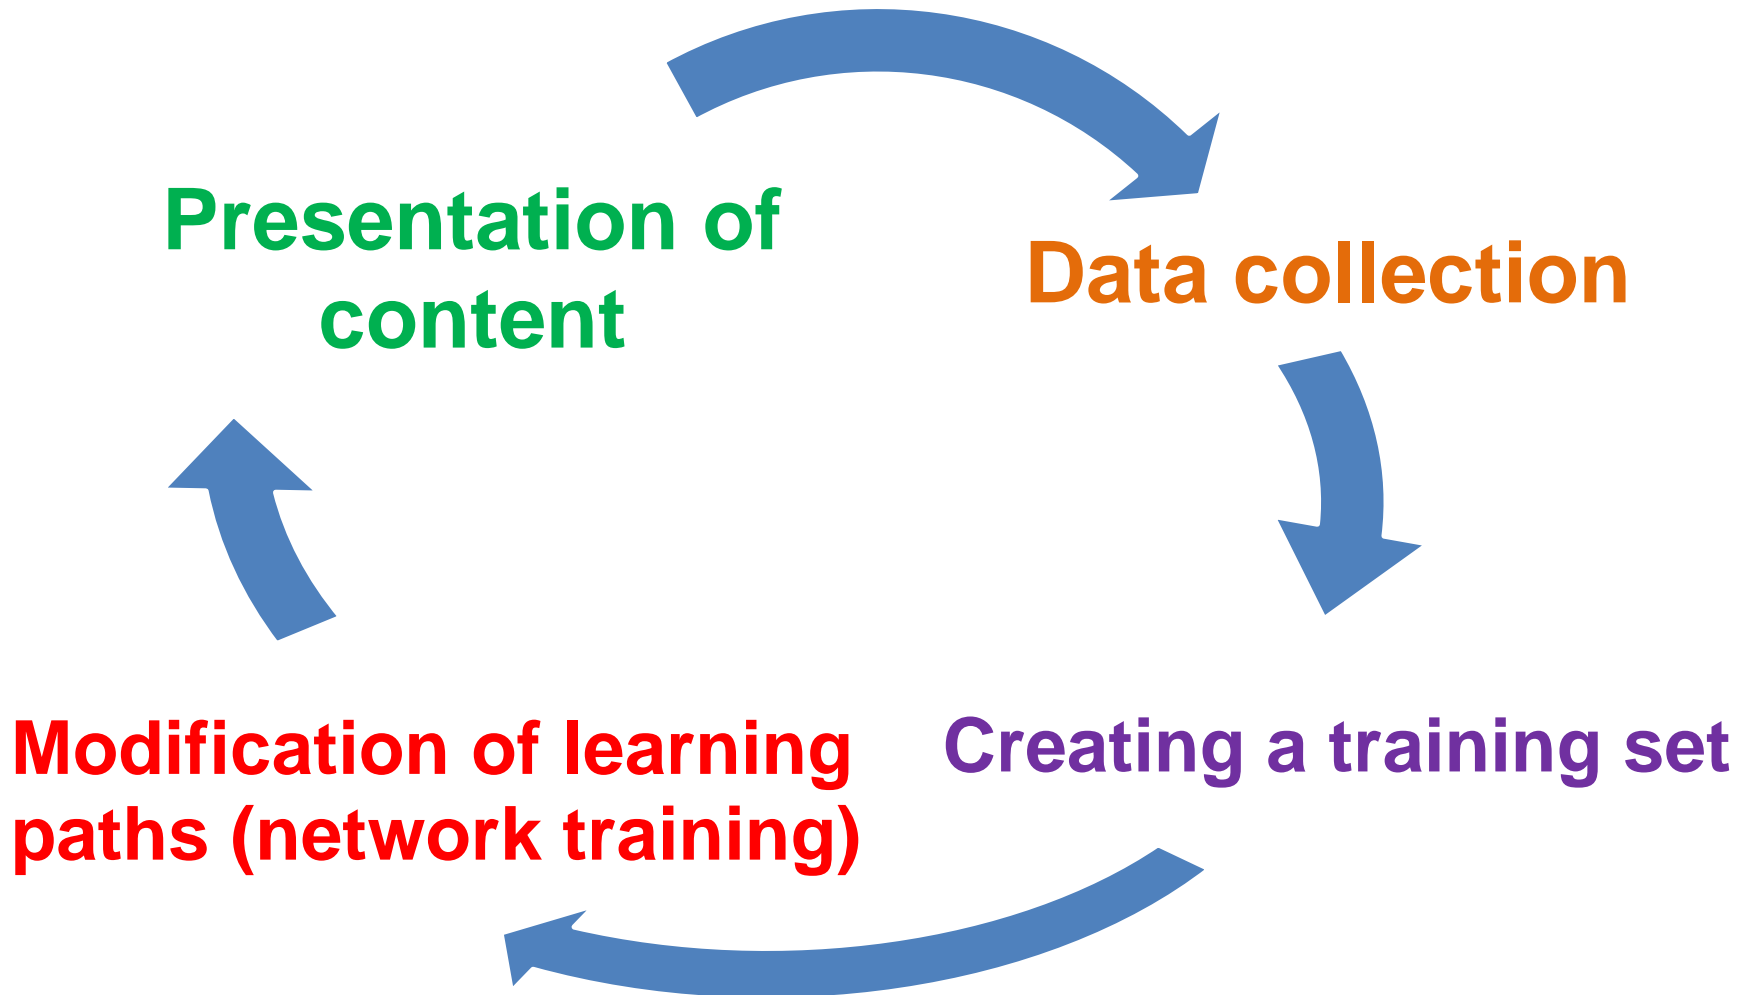 Presentation of
content
Data collection
Modification of learning
paths (network training)
Creating a training set